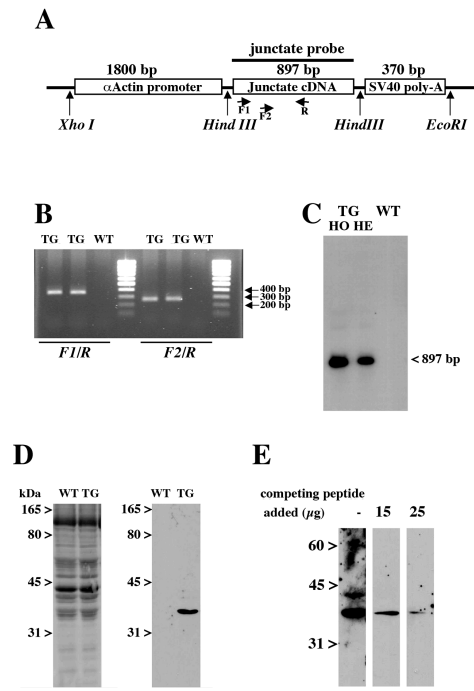 A
junctate probe
1800 bp 897 bp 370 bp
αActin promoter Junctate cDNA SV40 poly-A
F1 F2 R
Xho I Hind III HindIII EcoRI
B
TG TG WT TG TG WT
400 bp
300 bp
200 bp
F1/R F2/R
C
TG WT
HO HE
< 897 bp
D
kDa WT TG WT TG
165 > 165 >
80 > 80 >
45 > 45 >
31 > 31 >
E
competing peptide
added (µg) - 15 25
60 >
45 >
31 >